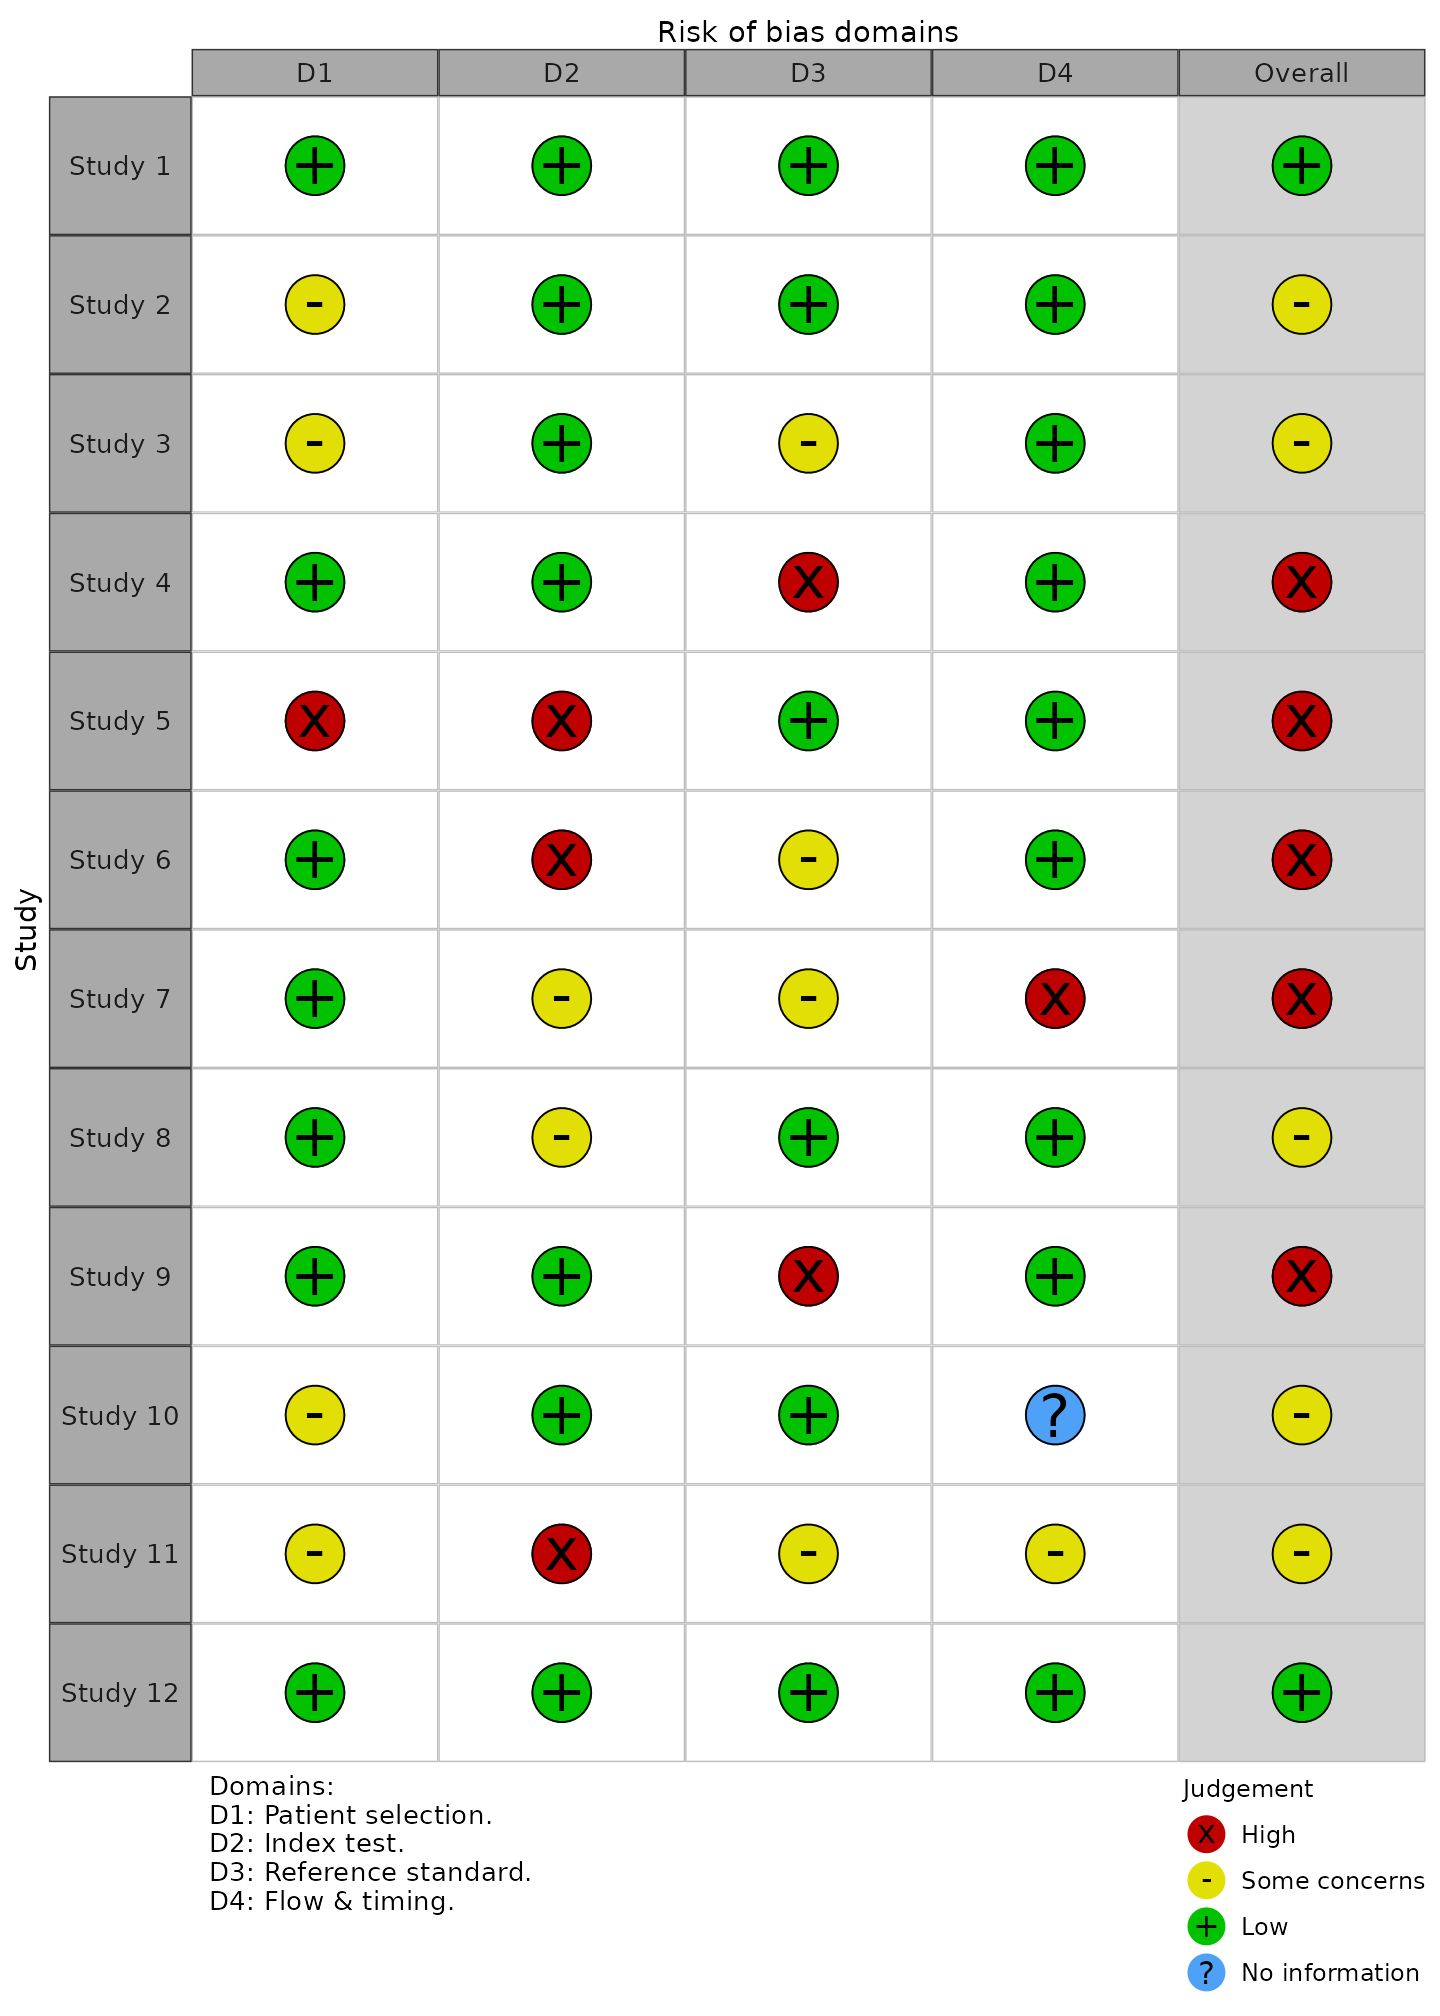 Risk of bias domains
D1 D2 D3 D4 Overall
Study 1 + + + + +
Study 2 - + + + -
Study 3 - + - + -
Study 4 + + X + X
Study 5 X X + + X
Study 6 + X - + X
Study 7 + - - X X
Study 8 + - + + -
Study 9 + + X + X
Study 10 - + + ? -
Study 11 - X - - -
Study 12 + + + + +
Study
Domains:
D1: Patient selection.
D2: Index test.
D3: Reference standard.
D4: Flow & timing.
Judgement
X High
- Some concerns
+ Low
? No information